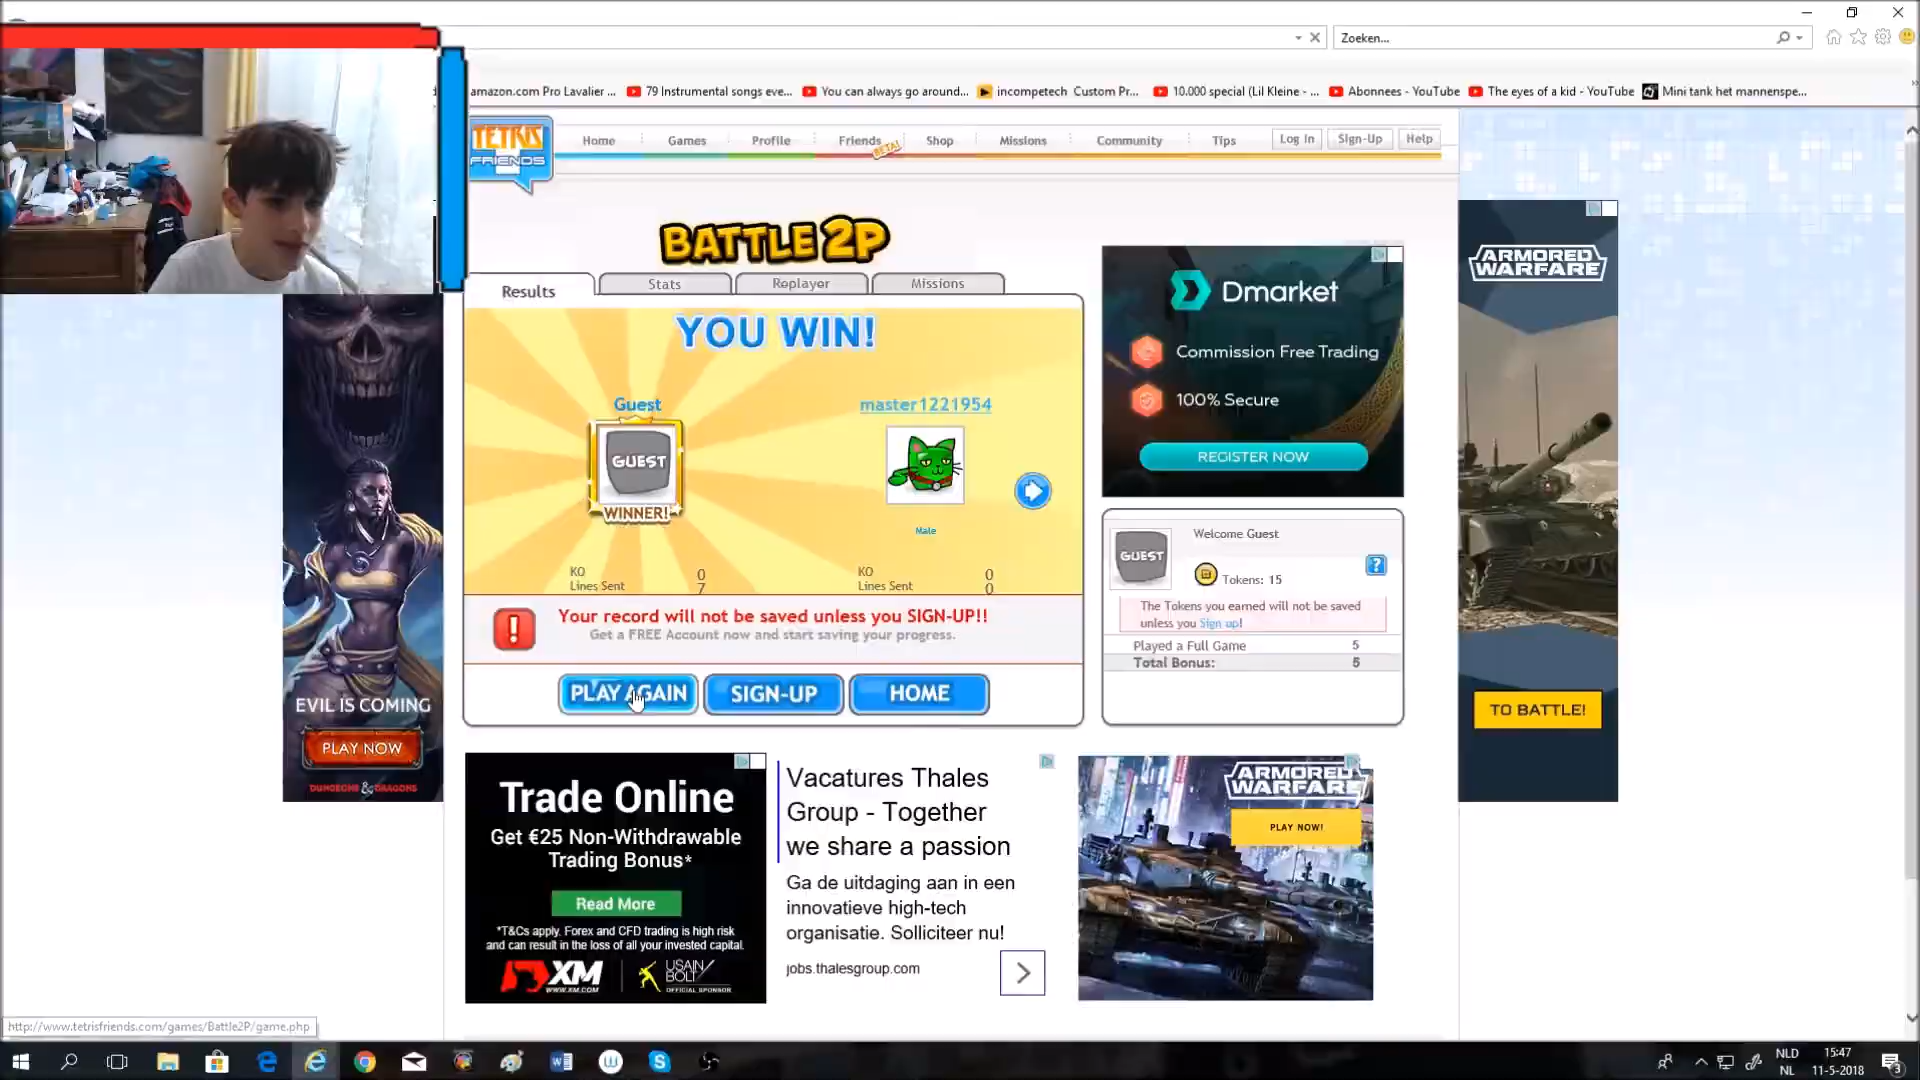 Zoeken...
amazon.com Pro Lavalier ...
79 Instrumental songs eve...
You can always go around...
incompetech Custom Pr...
10.000 special (Lil Kleine - ...
Abonnees - YouTube
The eyes of a kid - YouTube
Mini tank het mannenspe...
TETRIS
FRIENDS
Home
Games
Profile
Friends
BETA!
Shop
Missions
Community
Tips
Log In
Sign-Up
Help
BATTLE 2P
Results
Stats
Replayer
Missions
YOU WIN!
Guest
master1221954
GUEST
WINNER!
Male
KO 0
Lines Sent 7
KO 0
Lines Sent 0
Your record will not be saved unless you SIGN-UP!!
Get a FREE Account now and start saving your progress.
PLAY AGAIN
SIGN-UP
HOME
Dmarket
Commission Free Trading
100% Secure
REGISTER NOW
GUEST
Welcome Guest
Tokens: 15
?
The Tokens you earned will not be saved
unless you Sign up!
Played a Full Game 5
Total Bonus: 5
ARMORED
WARFARE
TO BATTLE!
EVIL IS COMING
PLAY NOW
DUNGEONS & DRAGONS
Trade Online
Get €25 Non-Withdrawable
Trading Bonus*
Read More
*T&Cs apply. Forex and CFD trading is high risk
and can result in the loss of all your invested capital.
XM
WWW.XM.COM
USAIN
BOLT
OFFICIAL SPONSOR
Vacatures Thales
Group - Together
we share a passion
Ga de uitdaging aan in een
innovatieve high-tech
organisatie. Solliciteer nu!
jobs.thalesgroup.com
ARMORED
WARFARE
PLAY NOW!
http://www.tetrisfriends.com/games/Battle2P/game.php
NLD
NL
15:47
11-5-2018
3